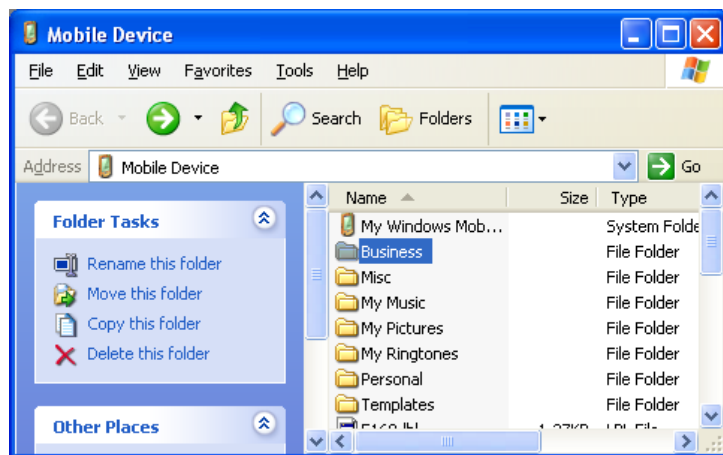 Mobile Device
File Edit View Favorites Tools Help
Back Search Folders
Address Mobile Device Go
Folder Tasks
Rename this folder
Move this folder
Copy this folder
Delete this folder
Other Places
Name Size Type
My Windows Mob... System Folde
Business File Folder
Misc File Folder
My Music File Folder
My Pictures File Folder
My Ringtones File Folder
Personal File Folder
Templates File Folder